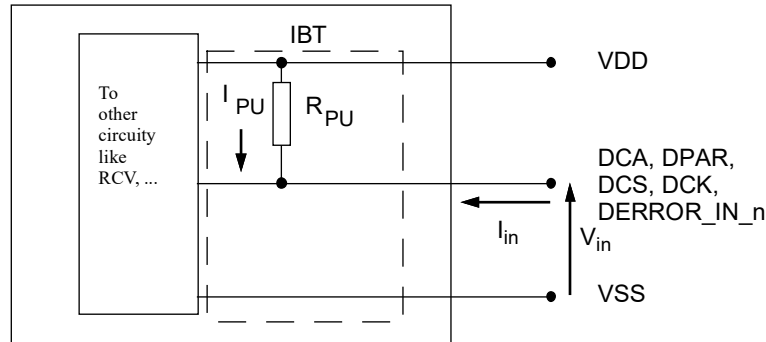 IBT
VDD
To
other
circuity
like
RCV, ...
I PU
R PU
DCA, DPAR,
DCS, DCK,
DERROR_IN_n
I in
V in
VSS